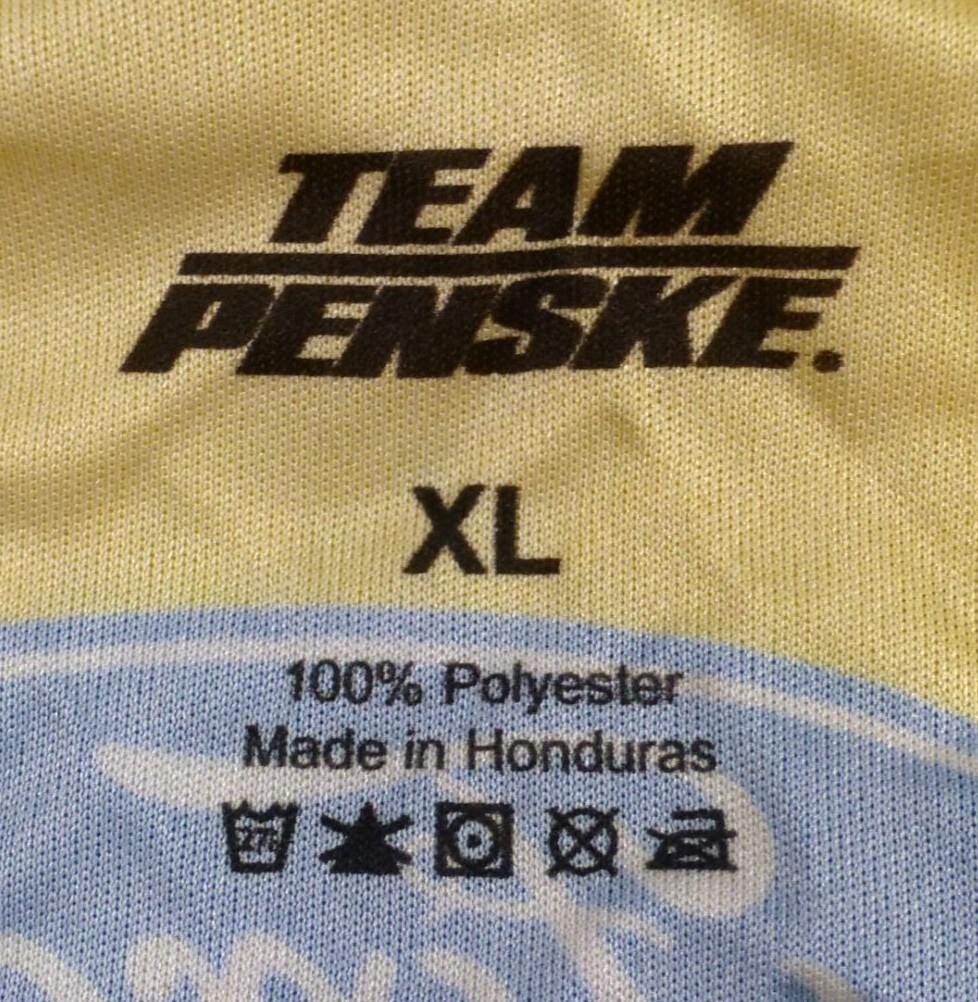 TEAM
PENSKE.
XL
100% Polyester
Made in Honduras